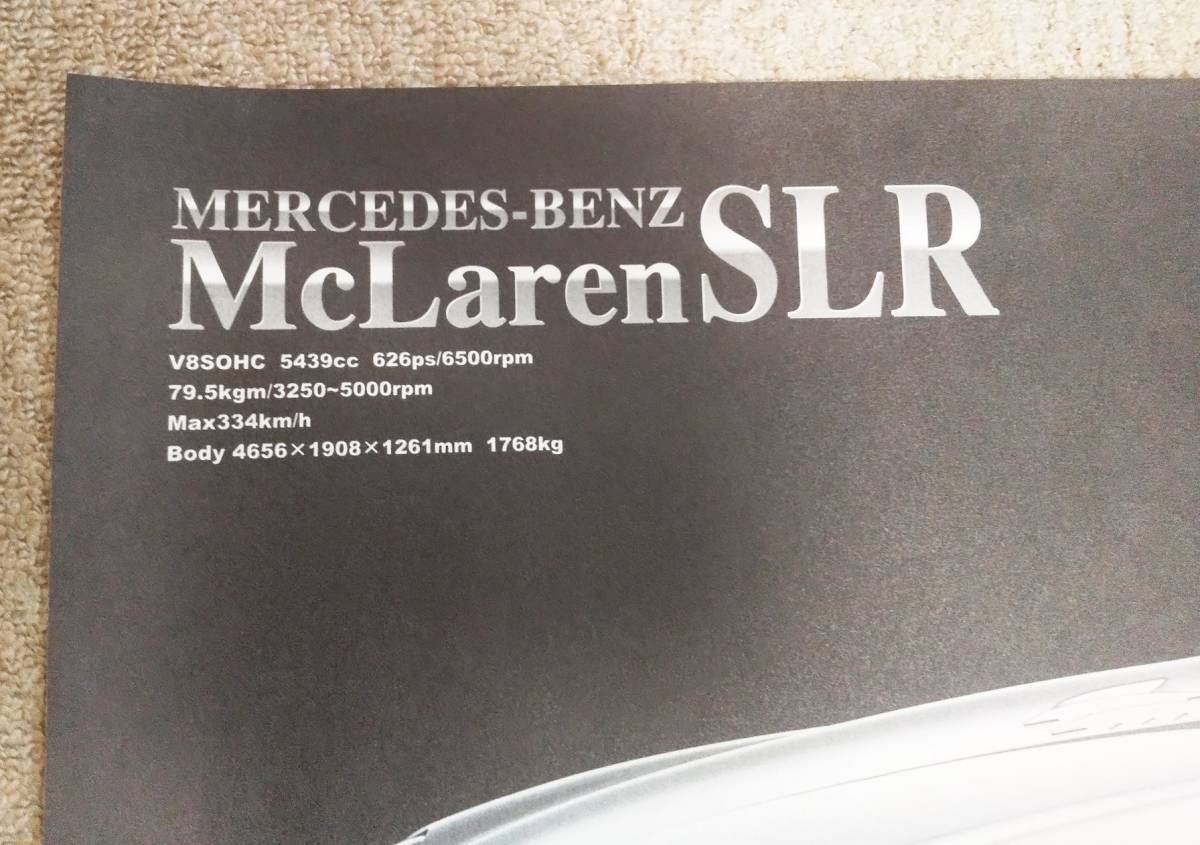 MERCEDES-BENZ
McLaren SLR
V8SOHC 5439cc 626ps/6500rpm
79.5kgm/3250~5000rpm
Max334km/h
Body 4656×1908×1261mm 1768kg